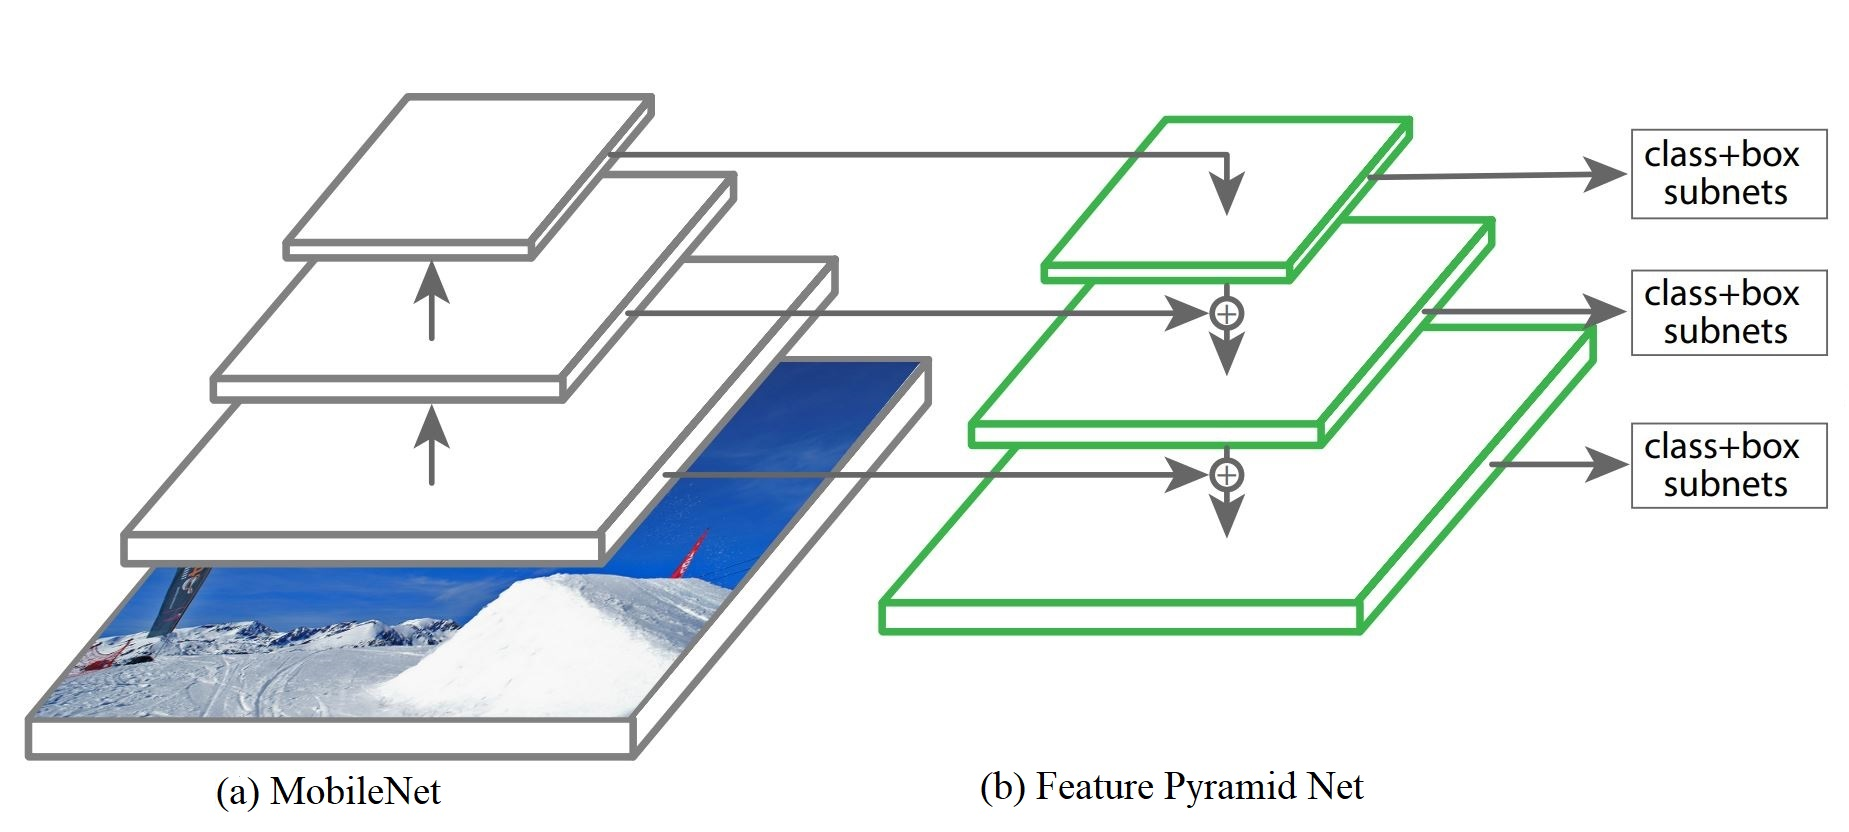 class+box
subnets
class+box
subnets
class+box
subnets
(a) MobileNet
(b) Feature Pyramid Net